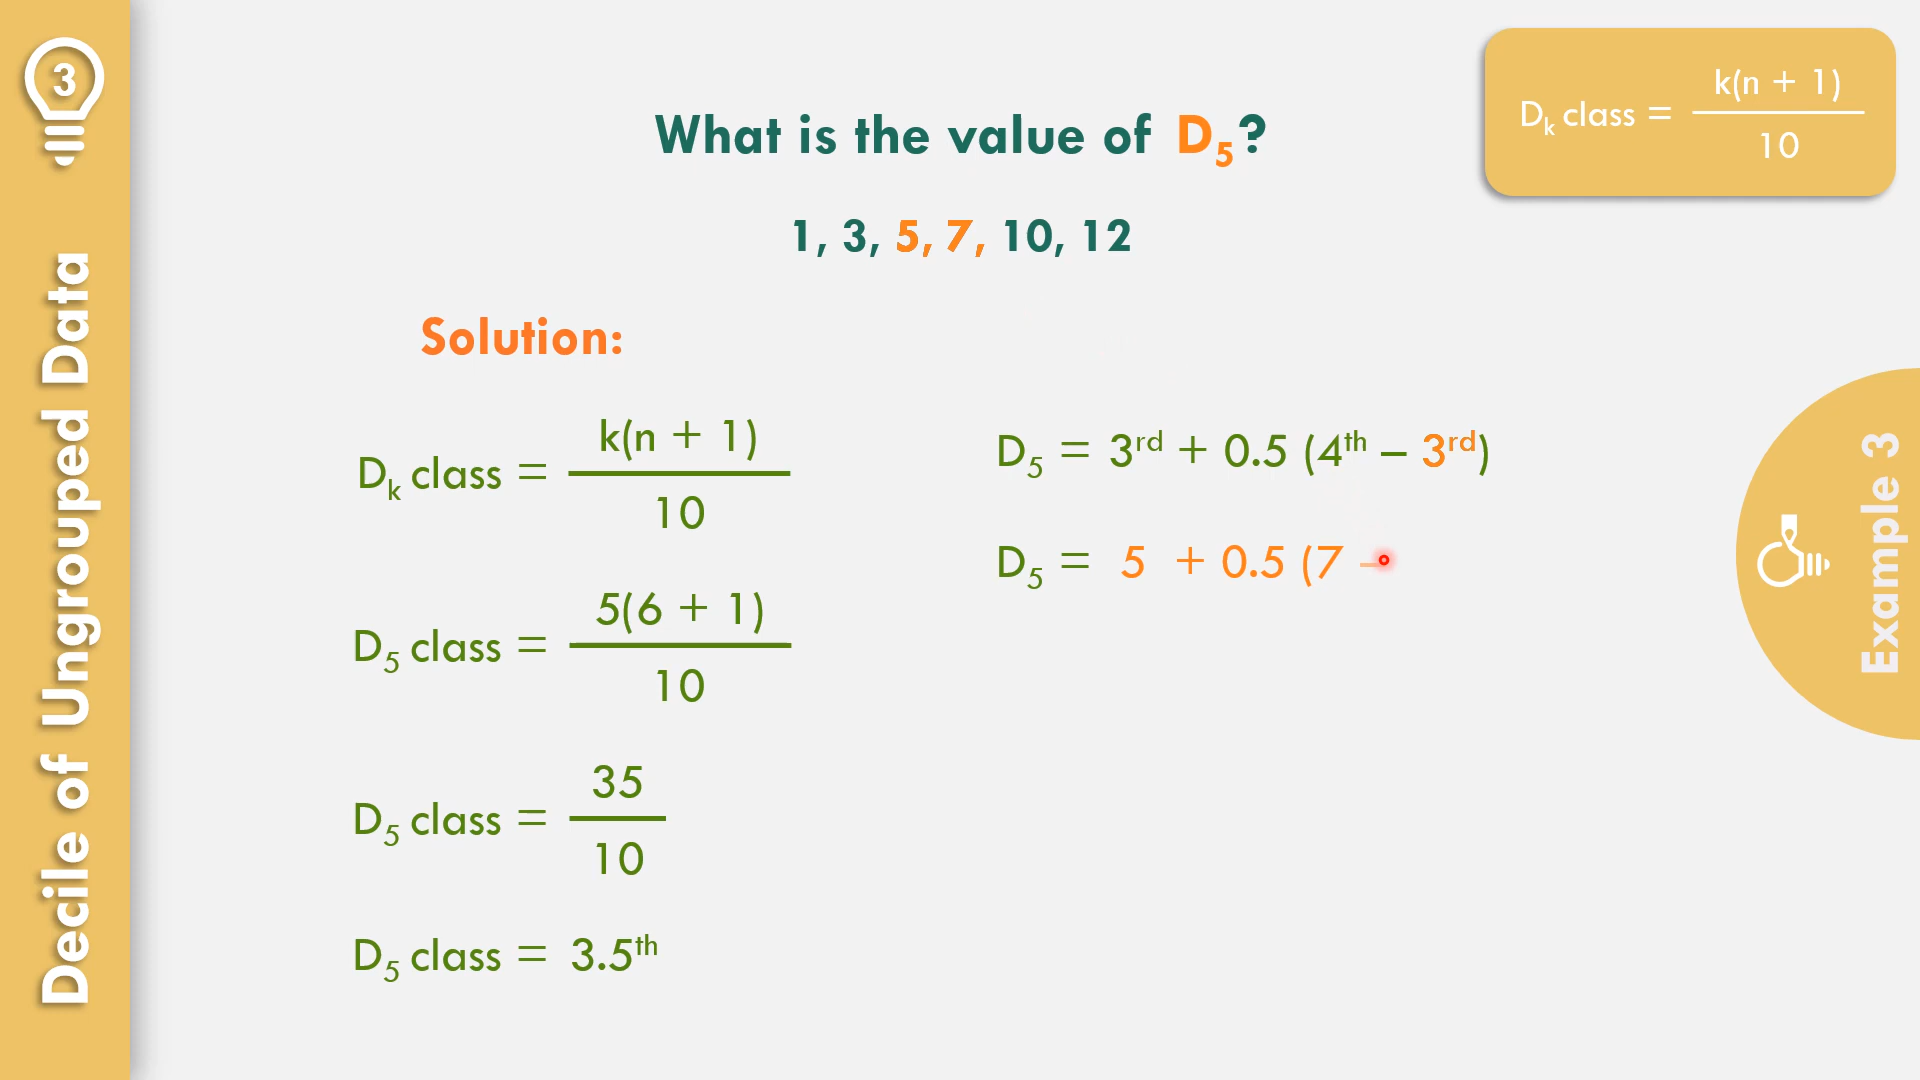 3
Decile of Ungrouped Data
What is the value of D₅?
1, 3, 5, 7, 10, 12
Dₖ class = k(n + 1)
10
Solution:
Dₖ class = k(n + 1)
10
D₅ class = 5(6 + 1)
10
D₅ class = 35
10
D₅ class = 3.5ᵗʰ
D₅ = 3ʳᵈ + 0.5 (4ᵗʰ – 3ʳᵈ)
D₅ = 5 + 0.5 (7 –
Example 3